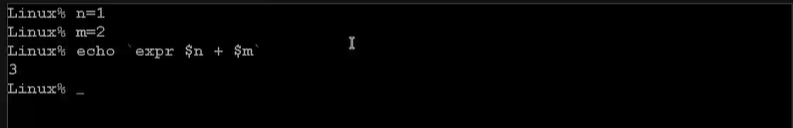 Linux% n=1
Linux% m=2
Linux% echo `expr $n + $m`
3
Linux% _